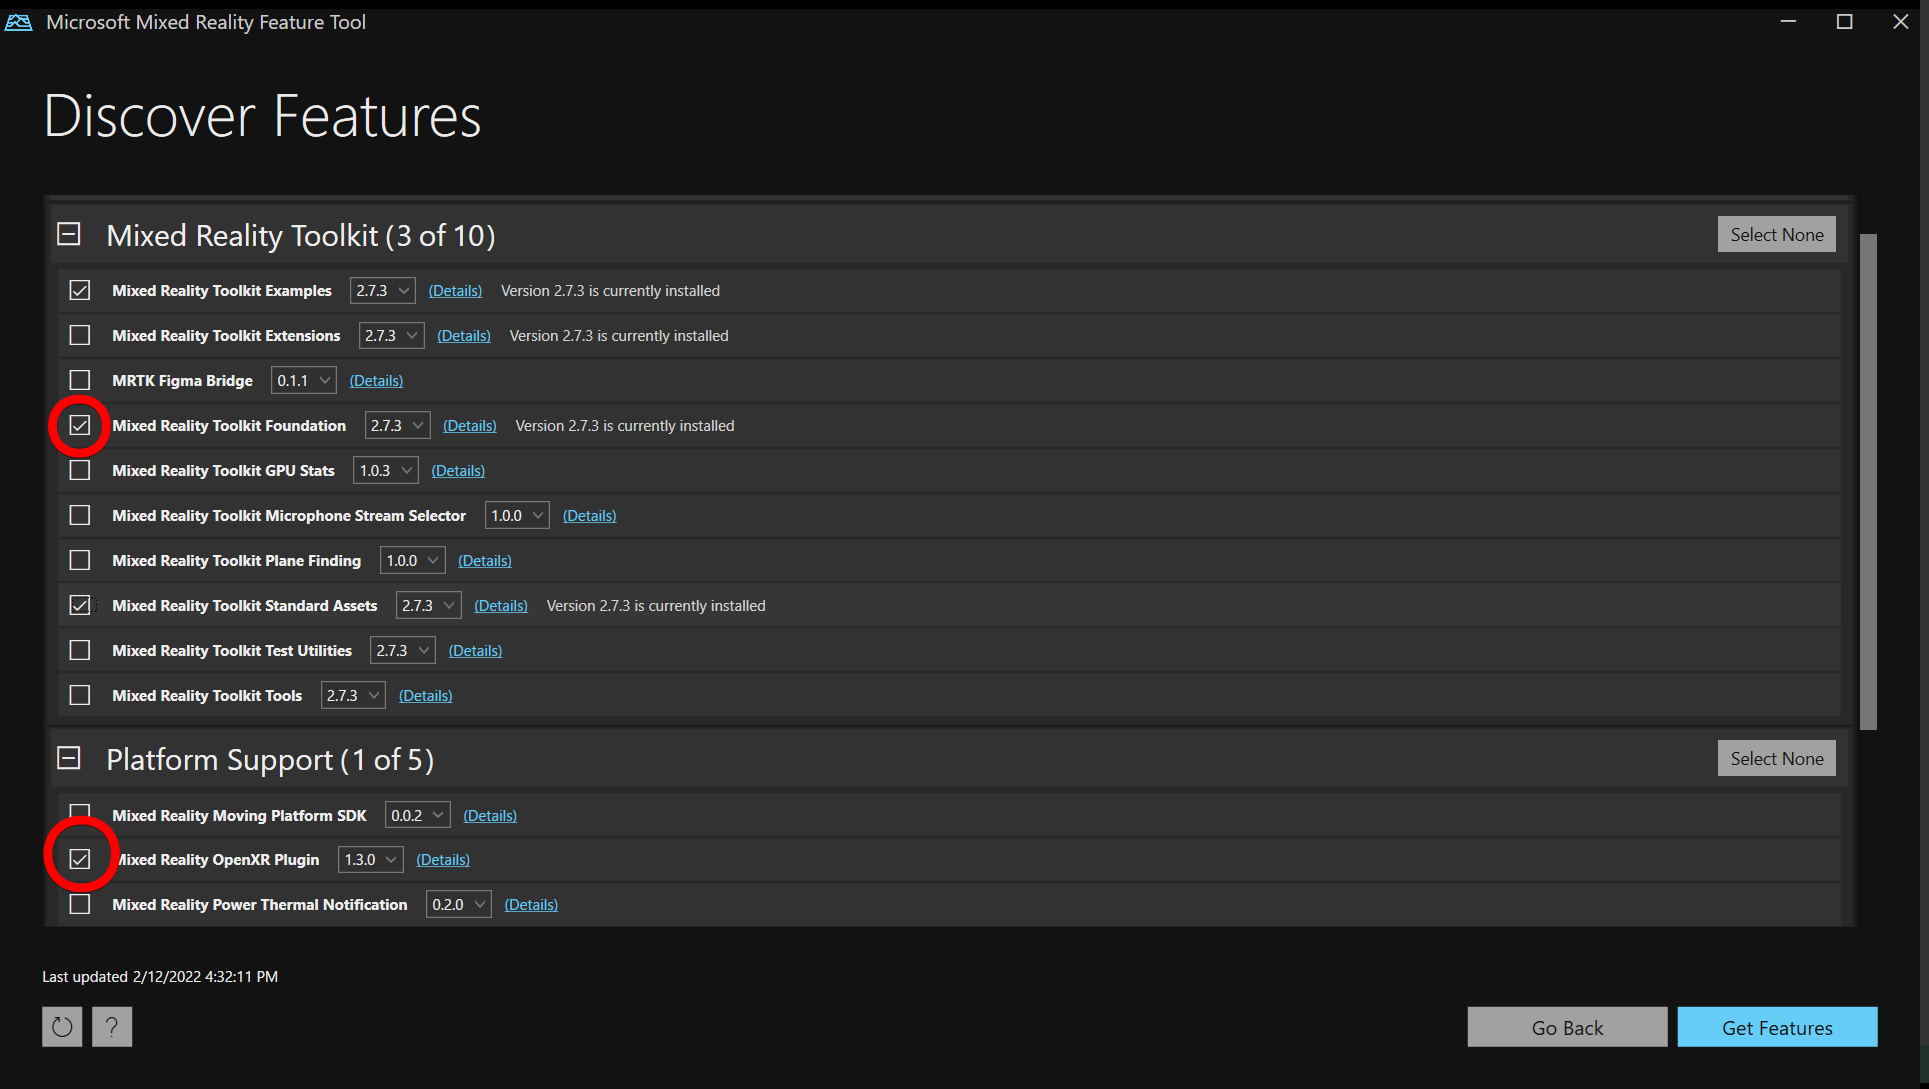 Microsoft Mixed Reality Feature Tool
Discover Features
Mixed Reality Toolkit (3 of 10) Select None
Mixed Reality Toolkit Examples 2.7.3 (Details) Version 2.7.3 is currently installed
Mixed Reality Toolkit Extensions 2.7.3 (Details) Version 2.7.3 is currently installed
MRTK Figma Bridge 0.1.1 (Details)
Mixed Reality Toolkit Foundation 2.7.3 (Details) Version 2.7.3 is currently installed
Mixed Reality Toolkit GPU Stats 1.0.3 (Details)
Mixed Reality Toolkit Microphone Stream Selector 1.0.0 (Details)
Mixed Reality Toolkit Plane Finding 1.0.0 (Details)
Mixed Reality Toolkit Standard Assets 2.7.3 (Details) Version 2.7.3 is currently installed
Mixed Reality Toolkit Test Utilities 2.7.3 (Details)
Mixed Reality Toolkit Tools 2.7.3 (Details)
Platform Support (1 of 5) Select None
Mixed Reality Moving Platform SDK 0.0.2 (Details)
Mixed Reality OpenXR Plugin 1.3.0 (Details)
Mixed Reality Power Thermal Notification 0.2.0 (Details)
Last updated 2/12/2022 4:32:11 PM
? Go Back Get Features